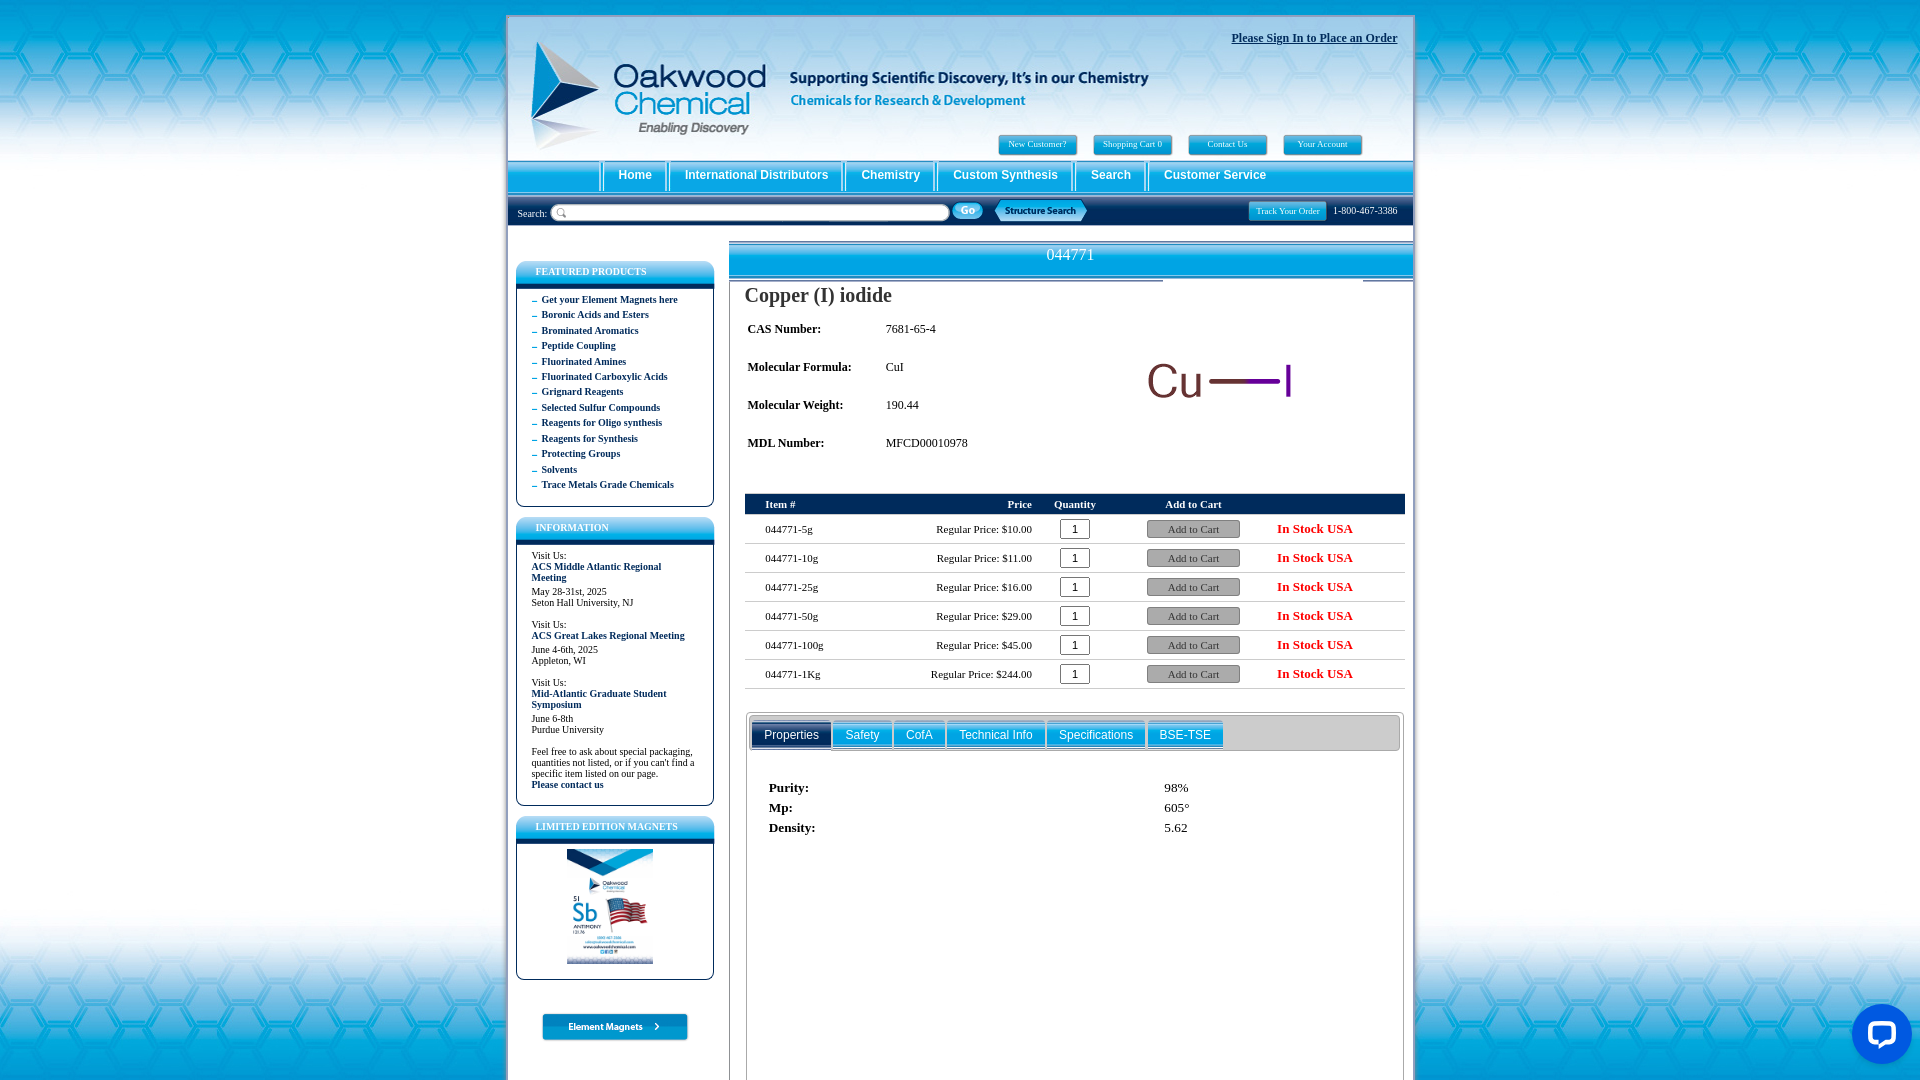 Please Sign In to Place an Order
Oakwood
Chemical
Enabling Discovery
Supporting Scientific Discovery, It's in our Chemistry
Chemicals for Research & Development
New Customer?
Shopping Cart 0
Contact Us
Your Account
Home
International Distributors
Chemistry
Custom Synthesis
Search
Customer Service
Search:
Go
Structure Search
Track Your Order
1-800-467-3386
FEATURED PRODUCTS
– Get your Element Magnets here
– Boronic Acids and Esters
– Brominated Aromatics
– Peptide Coupling
– Fluorinated Amines
– Fluorinated Carboxylic Acids
– Grignard Reagents
– Selected Sulfur Compounds
– Reagents for Oligo synthesis
– Reagents for Synthesis
– Protecting Groups
– Solvents
– Trace Metals Grade Chemicals
INFORMATION
Visit Us:
ACS Middle Atlantic Regional
Meeting
May 28-31st, 2025
Seton Hall University, NJ
Visit Us:
ACS Great Lakes Regional Meeting
June 4-6th, 2025
Appleton, WI
Visit Us:
Mid-Atlantic Graduate Student
Symposium
June 6-8th
Purdue University
Feel free to ask about special packaging,
quantities not listed, or if you can't find a
specific item listed on our page.
Please contact us
LIMITED EDITION MAGNETS
Oakwood
Chemical
51
Sb
ANTIMONY
www.oakwoodchemical.com
Element Magnets
044771
Copper (I) iodide
CAS Number: 7681-65-4
Molecular Formula: CuI
Molecular Weight: 190.44
MDL Number: MFCD00010978
Cu I
Item # Price Quantity Add to Cart
044771-5g Regular Price: $10.00 1 Add to Cart In Stock USA
044771-10g Regular Price: $11.00 1 Add to Cart In Stock USA
044771-25g Regular Price: $16.00 1 Add to Cart In Stock USA
044771-50g Regular Price: $29.00 1 Add to Cart In Stock USA
044771-100g Regular Price: $45.00 1 Add to Cart In Stock USA
044771-1Kg Regular Price: $244.00 1 Add to Cart In Stock USA
Properties
Safety
CofA
Technical Info
Specifications
BSE-TSE
Purity: 98%
Mp: 605°
Density: 5.62